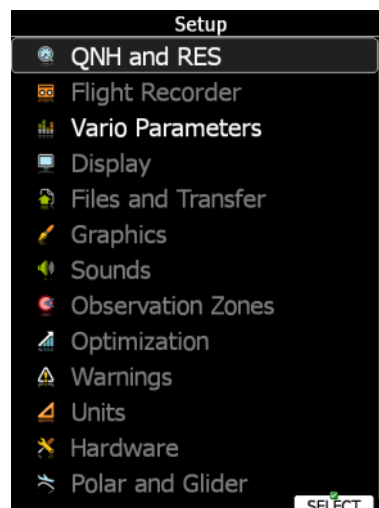 Setup
QNH and RES
Flight Recorder
Vario Parameters
Display
Files and Transfer
Graphics
Sounds
Observation Zones
Optimization
Warnings
Units
Hardware
Polar and Glider
SELECT